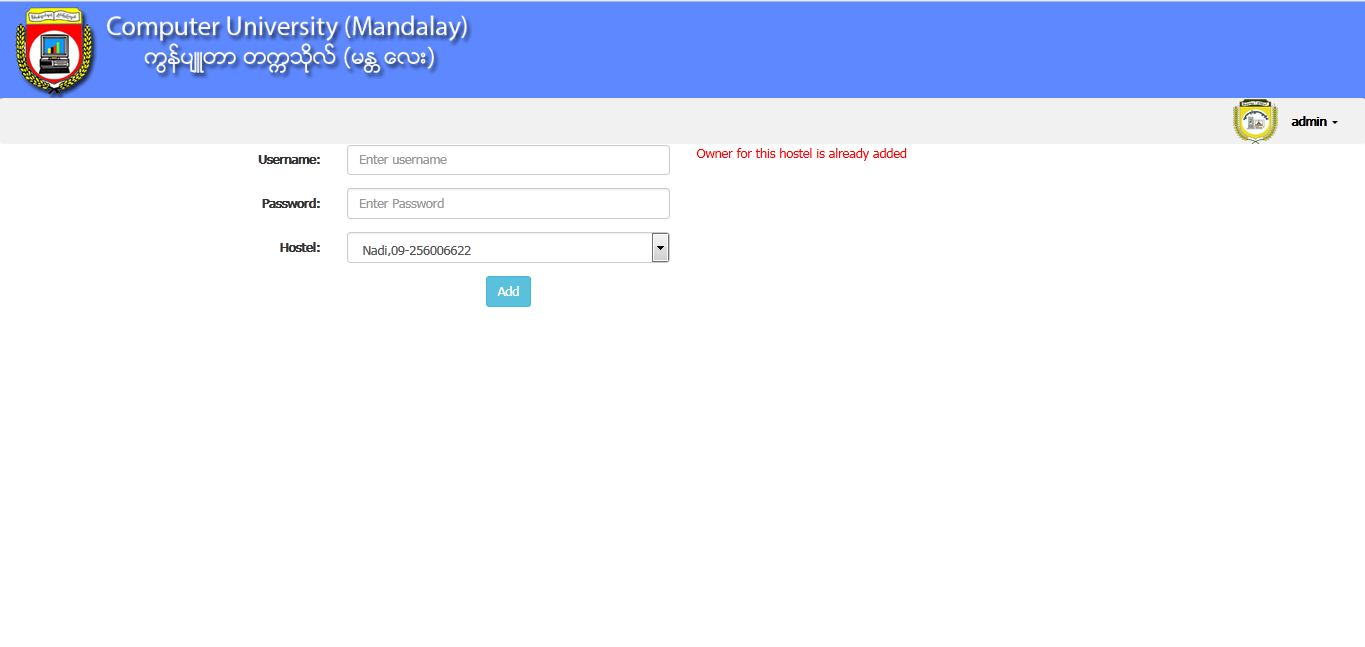 Computer University (Mandalay)
ကွန်ပျူတာ တက္ကသိုလ် (မန္တလေး)
admin
Username:
Enter username
Owner for this hostel is already added
Password:
Enter Password
Hostel:
Nadi,09-256006622
Add